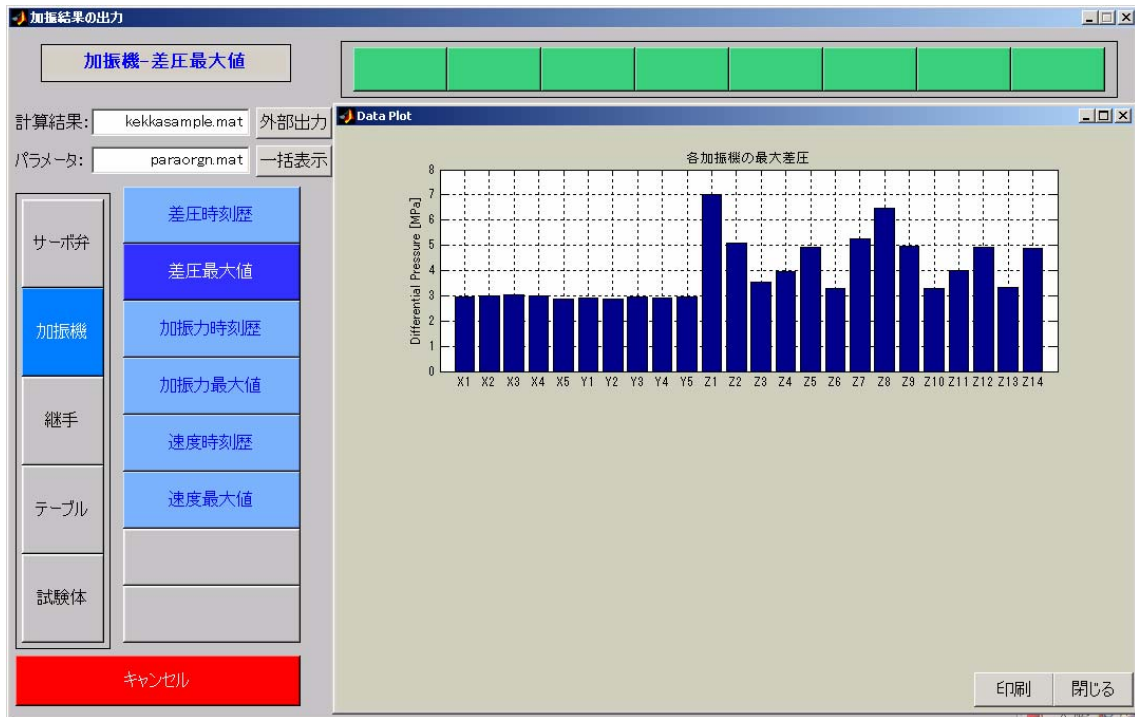 加振結果の出力
加振機-差圧最大値
計算結果: kekkasample.mat 外部出力
パラメータ: paraorgn.mat 一括表示
サーボ弁
加振機
継手
テーブル
試験体
差圧時刻歴
差圧最大値
加振力時刻歴
加振力最大値
速度時刻歴
速度最大値
キャンセル
Data Plot
各加振機の最大差圧
Differential Pressure [MPa]
8
7
6
5
4
3
2
1
0
X1 X2 X3 X4 X5 Y1 Y2 Y3 Y4 Y5 Z1 Z2 Z3 Z4 Z5 Z6 Z7 Z8 Z9 Z10 Z11 Z12 Z13 Z14
印刷 閉じる